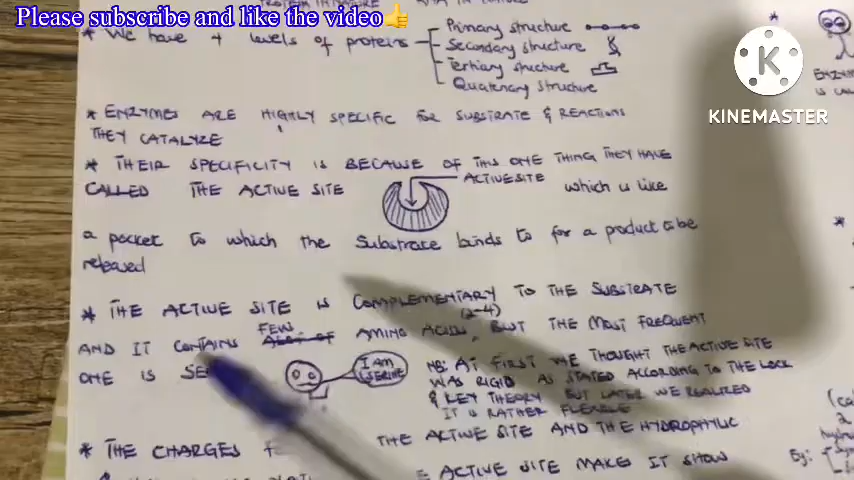 Please subscribe and like the video👍
KINEMASTER
* We have 4 levels of proteins
Primary structure
Secondary structure
Tertiary structure
Quaternary structure
* ENZYMES ARE HIGHLY SPECIFIC FOR SUBSTRATE & REACTIONS
THEY CATALYZE
* THEIR SPECIFICITY IS BECAUSE OF THIS ONE THING THEY HAVE
CALLED THE ACTIVE SITE ACTIVE SITE which is like
a pocket to which the Substrate binds to for a product to be
released
* THE ACTIVE SITE IS COMPLEMENTARY TO THE SUBSTRATE
(2-4)
AND IT CONTAINS FEW AMINO ACIDS, BUT THE MOST FREQUENT
ONE IS SE
I AM
SERINE
NB: AT FIRST WE THOUGHT THE ACTIVE SITE
WAS RIGID AS STATED ACCORDING TO THE LOCK
& KEY THEORY BUT LATER WE REALIZED
IT IS RATHER FLEXIBLE
* THE CHARGES THE ACTIVE SITE AND THE HYDROPHYLIC
ACTIVE SITE MAKES IT SHOW
Eg: